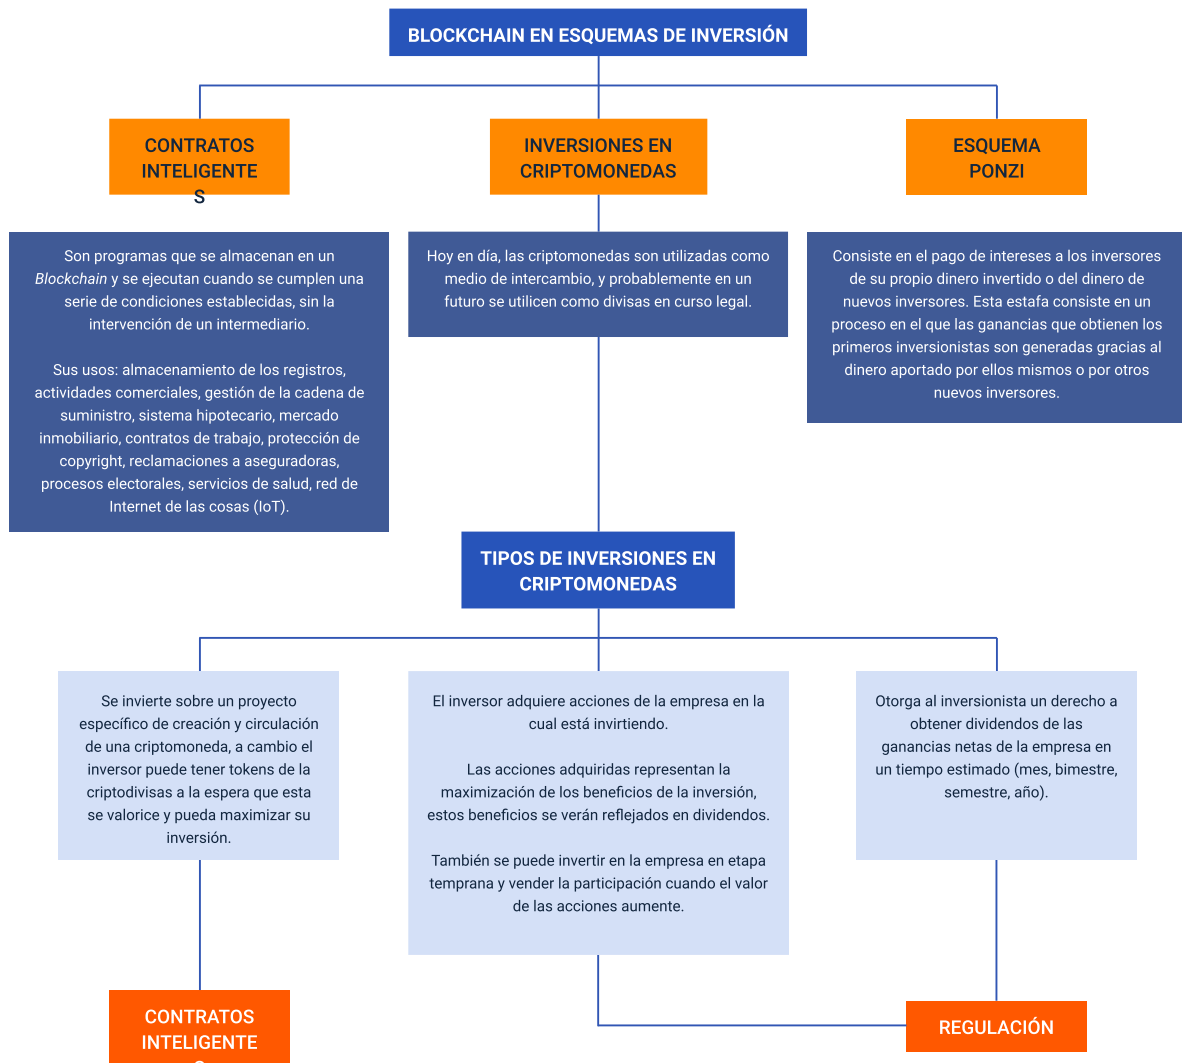 BLOCKCHAIN EN ESQUEMAS DE INVERSIÓN
CONTRATOS
INTELIGENTE
S
INVERSIONES EN
CRIPTOMONEDAS
ESQUEMA
PONZI
Son programas que se almacenan en un
Blockchain y se ejecutan cuando se cumplen una
serie de condiciones establecidas, sin la
intervención de un intermediario.
Sus usos: almacenamiento de los registros,
actividades comerciales, gestión de la cadena de
suministro, sistema hipotecario, mercado
inmobiliario, contratos de trabajo, protección de
copyright, reclamaciones a aseguradoras,
procesos electorales, servicios de salud, red de
Internet de las cosas (IoT).
Hoy en día, las criptomonedas son utilizadas como
medio de intercambio, y probablemente en un
futuro se utilicen como divisas en curso legal.
Consiste en el pago de intereses a los inversores
de su propio dinero invertido o del dinero de
nuevos inversores. Esta estafa consiste en un
proceso en el que las ganancias que obtienen los
primeros inversionistas son generadas gracias al
dinero aportado por ellos mismos o por otros
nuevos inversores.
TIPOS DE INVERSIONES EN
CRIPTOMONEDAS
Se invierte sobre un proyecto
específico de creación y circulación
de una criptomoneda, a cambio el
inversor puede tener tokens de la
criptodivisas a la espera que esta
se valorice y pueda maximizar su
inversión.
El inversor adquiere acciones de la empresa en la
cual está invirtiendo.
Las acciones adquiridas representan la
maximización de los beneficios de la inversión,
estos beneficios se verán reflejados en dividendos.
También se puede invertir en la empresa en etapa
temprana y vender la participación cuando el valor
de las acciones aumente.
Otorga al inversionista un derecho a
obtener dividendos de las
ganancias netas de la empresa en
un tiempo estimado (mes, bimestre,
semestre, año).
CONTRATOS
INTELIGENTE
REGULACIÓN